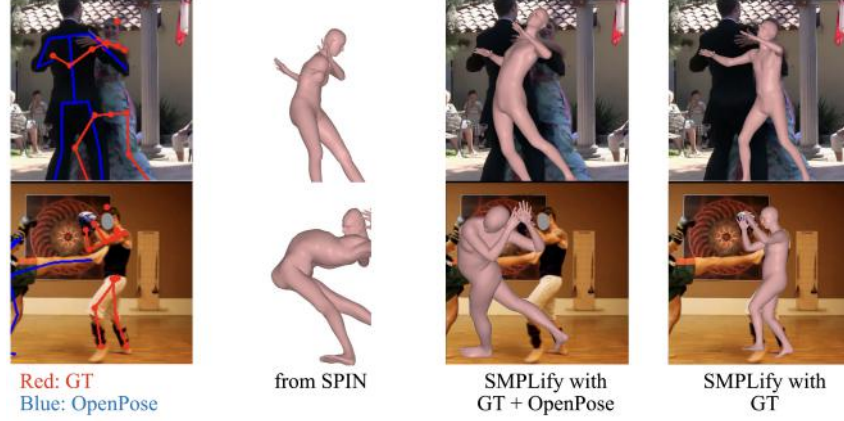 Red: GT
Blue: OpenPose
from SPIN
SMPLify with
GT + OpenPose
SMPLify with
GT